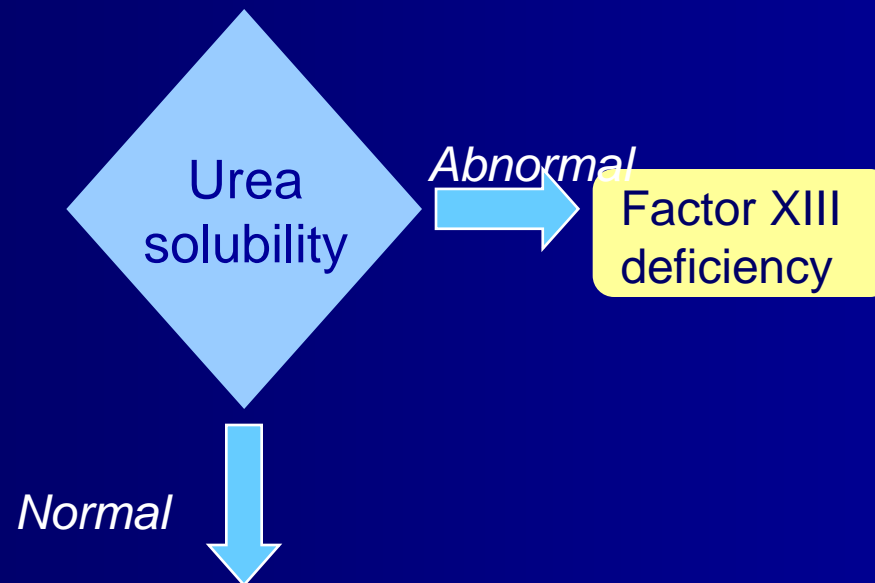 Urea
solubility
Abnormal
Factor XIII
deficiency
Normal